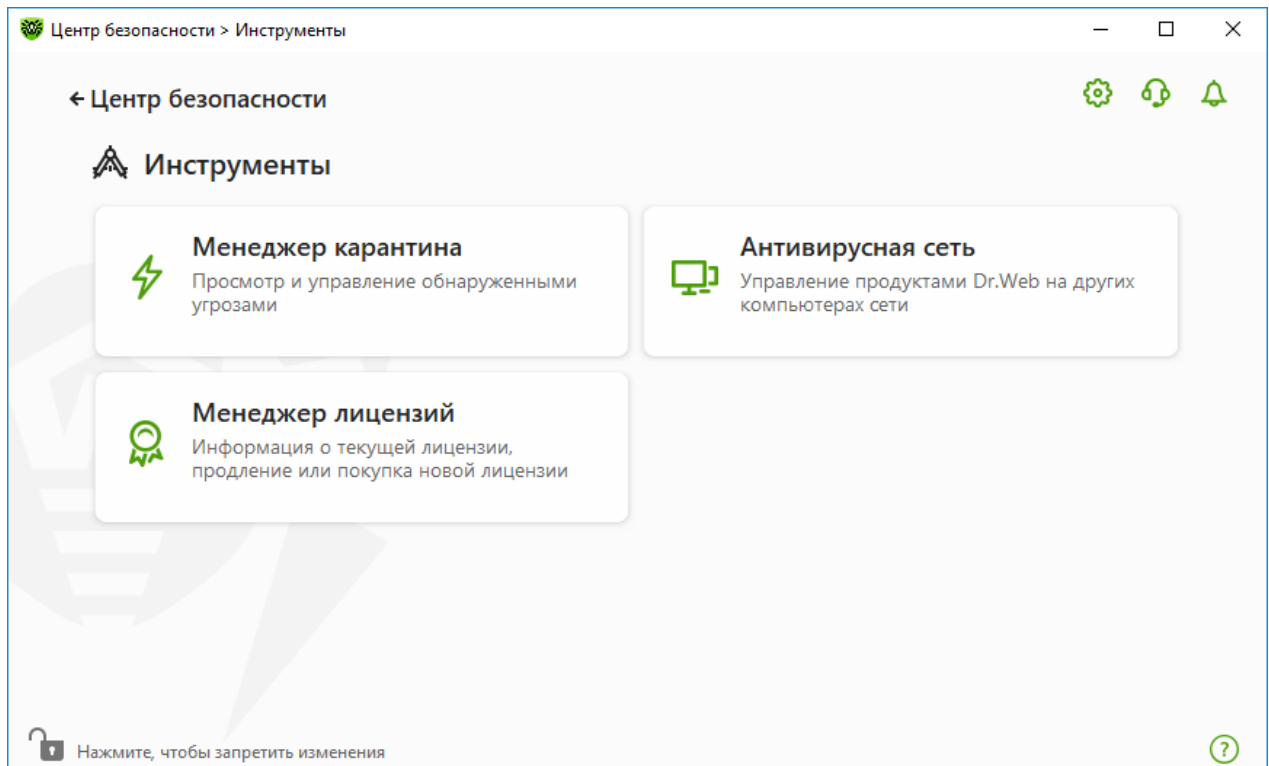 Центр безопасности > Инструменты
Центр безопасности
Инструменты
Менеджер карантина
Просмотр и управление обнаруженными
угрозами
Антивирусная сеть
Управление продуктами Dr.Web на других
компьютерах сети
Менеджер лицензий
Информация о текущей лицензии,
продление или покупка новой лицензии
Нажмите, чтобы запретить изменения
?